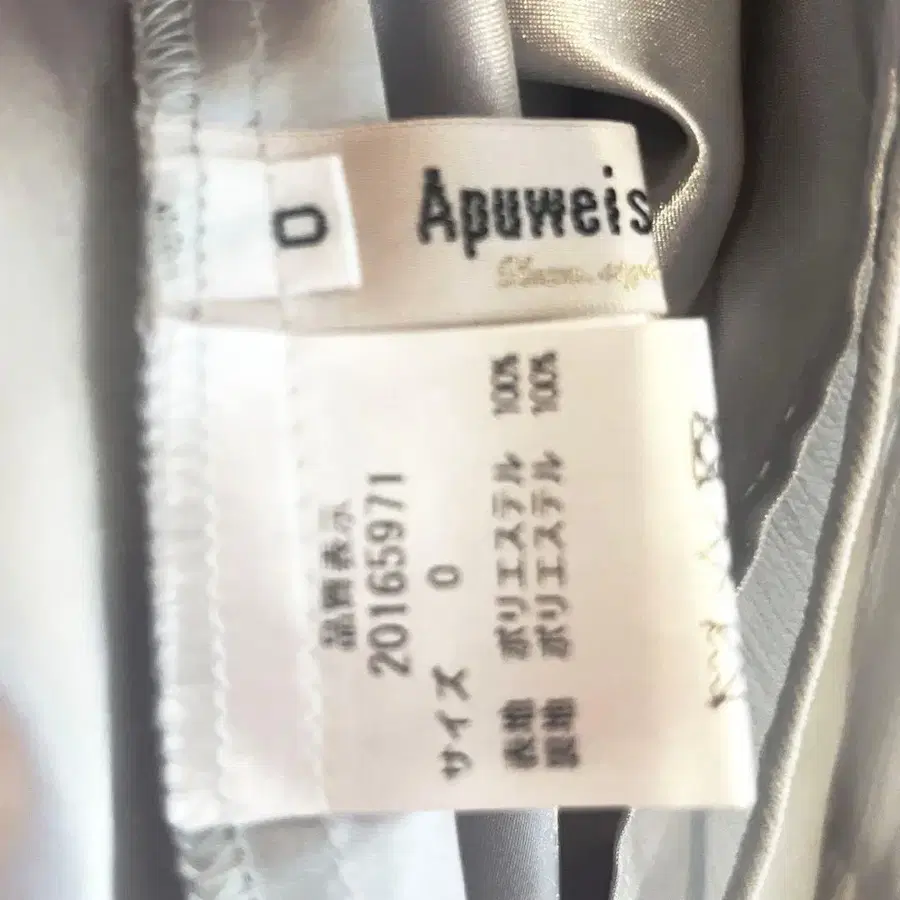 Apuweis
0
品質表示
20165971
サイズ 0
表地 ポリエステル 100%
裏地 ポリエステル 100%